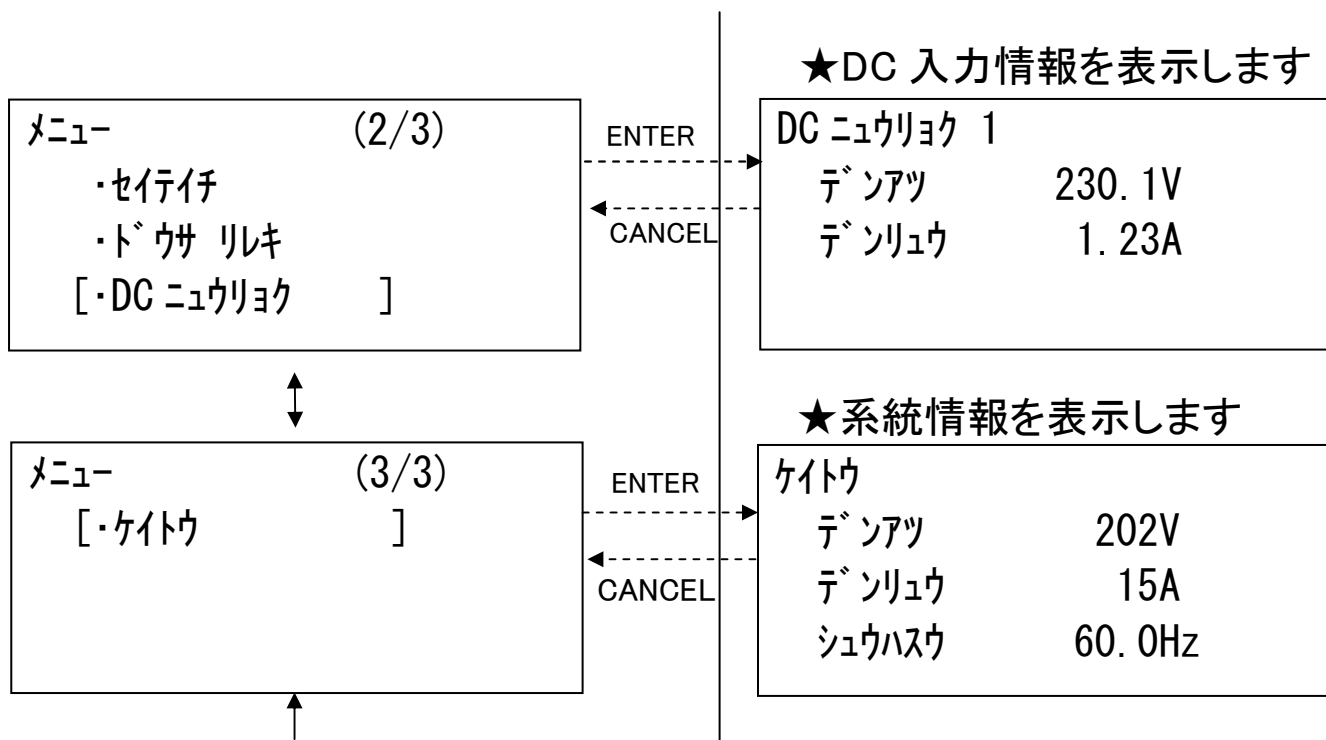 ★DC 入力情報を表示します
ﾒﾆｭｰ (2/3)
・ｾｲﾃｲﾁ
・ﾄﾞｳｻ ﾘﾚｷ
[・DC ﾆｭｳﾘｮｸ ]
ENTER
CANCEL
DC ﾆｭｳﾘｮｸ 1
ﾃﾞﾝｱﾂ 230.1V
ﾃﾞﾝﾘｭｳ 1.23A
★系統情報を表示します
ﾒﾆｭｰ (3/3)
[・ｹｲﾄｳ ]
ENTER
CANCEL
ｹｲﾄｳ
ﾃﾞﾝｱﾂ 202V
ﾃﾞﾝﾘｭｳ 15A
ｼｭｳﾊｽｳ 60.0Hz